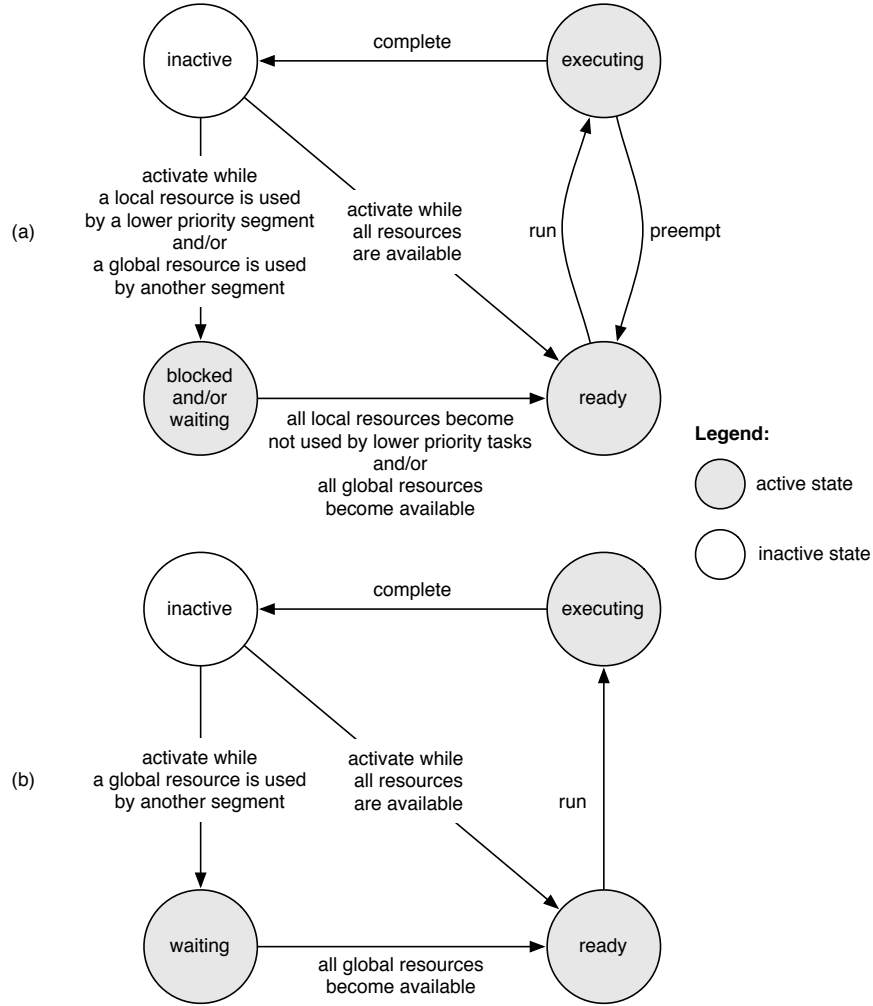 (a)
inactive
complete
executing
activate while
a local resource is used
by a lower priority segment
and/or
a global resource is used
by another segment
activate while
all resources
are available
run
preempt
blocked
and/or
waiting
all local resources become
not used by lower priority tasks
and/or
all global resources
become available
ready
Legend:
active state
inactive state
(b)
inactive
complete
executing
activate while
a global resource is used
by another segment
activate while
all resources
are available
run
waiting
all global resources
become available
ready